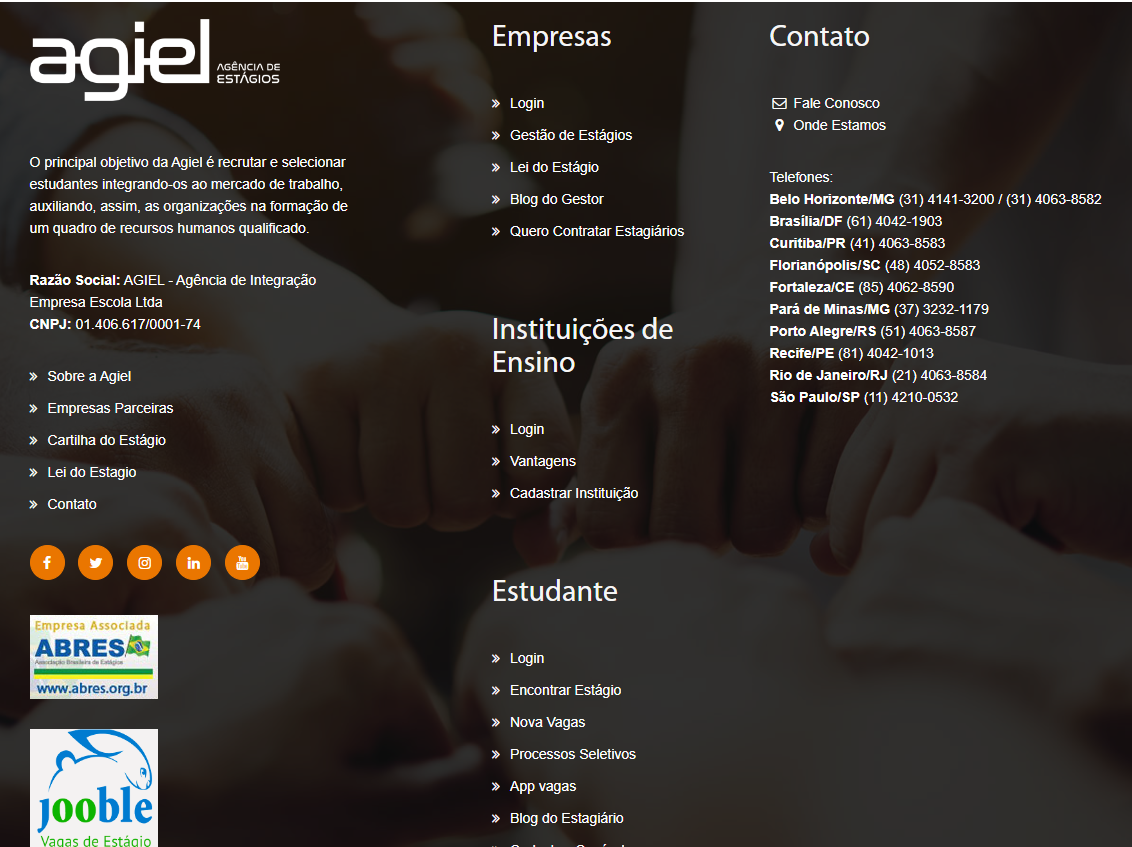 agiel
AGÊNCIA DE
ESTÁGIOS
O principal objetivo da Agiel é recrutar e selecionar
estudantes integrando-os ao mercado de trabalho,
auxiliando, assim, as organizações na formação de
um quadro de recursos humanos qualificado.
Razão Social: AGIEL - Agência de Integração
Empresa Escola Ltda
CNPJ: 01.406.617/0001-74
Sobre a Agiel
Empresas Parceiras
Cartilha do Estágio
Lei do Estagio
Contato
Empresa Associada
ABRES
Associação Brasileira de Estágios
www.abres.org.br
jooble
Vagas de Estágio
Empresas
Login
Gestão de Estágios
Lei do Estágio
Blog do Gestor
Quero Contratar Estagiários
Instituições de
Ensino
Login
Vantagens
Cadastrar Instituição
Estudante
Login
Encontrar Estágio
Nova Vagas
Processos Seletivos
App vagas
Blog do Estagiário
Contato
Fale Conosco
Onde Estamos
Telefones:
Belo Horizonte/MG (31) 4141-3200 / (31) 4063-8582
Brasília/DF (61) 4042-1903
Curitiba/PR (41) 4063-8583
Florianópolis/SC (48) 4052-8583
Fortaleza/CE (85) 4062-8590
Pará de Minas/MG (37) 3232-1179
Porto Alegre/RS (51) 4063-8587
Recife/PE (81) 4042-1013
Rio de Janeiro/RJ (21) 4063-8584
São Paulo/SP (11) 4210-0532